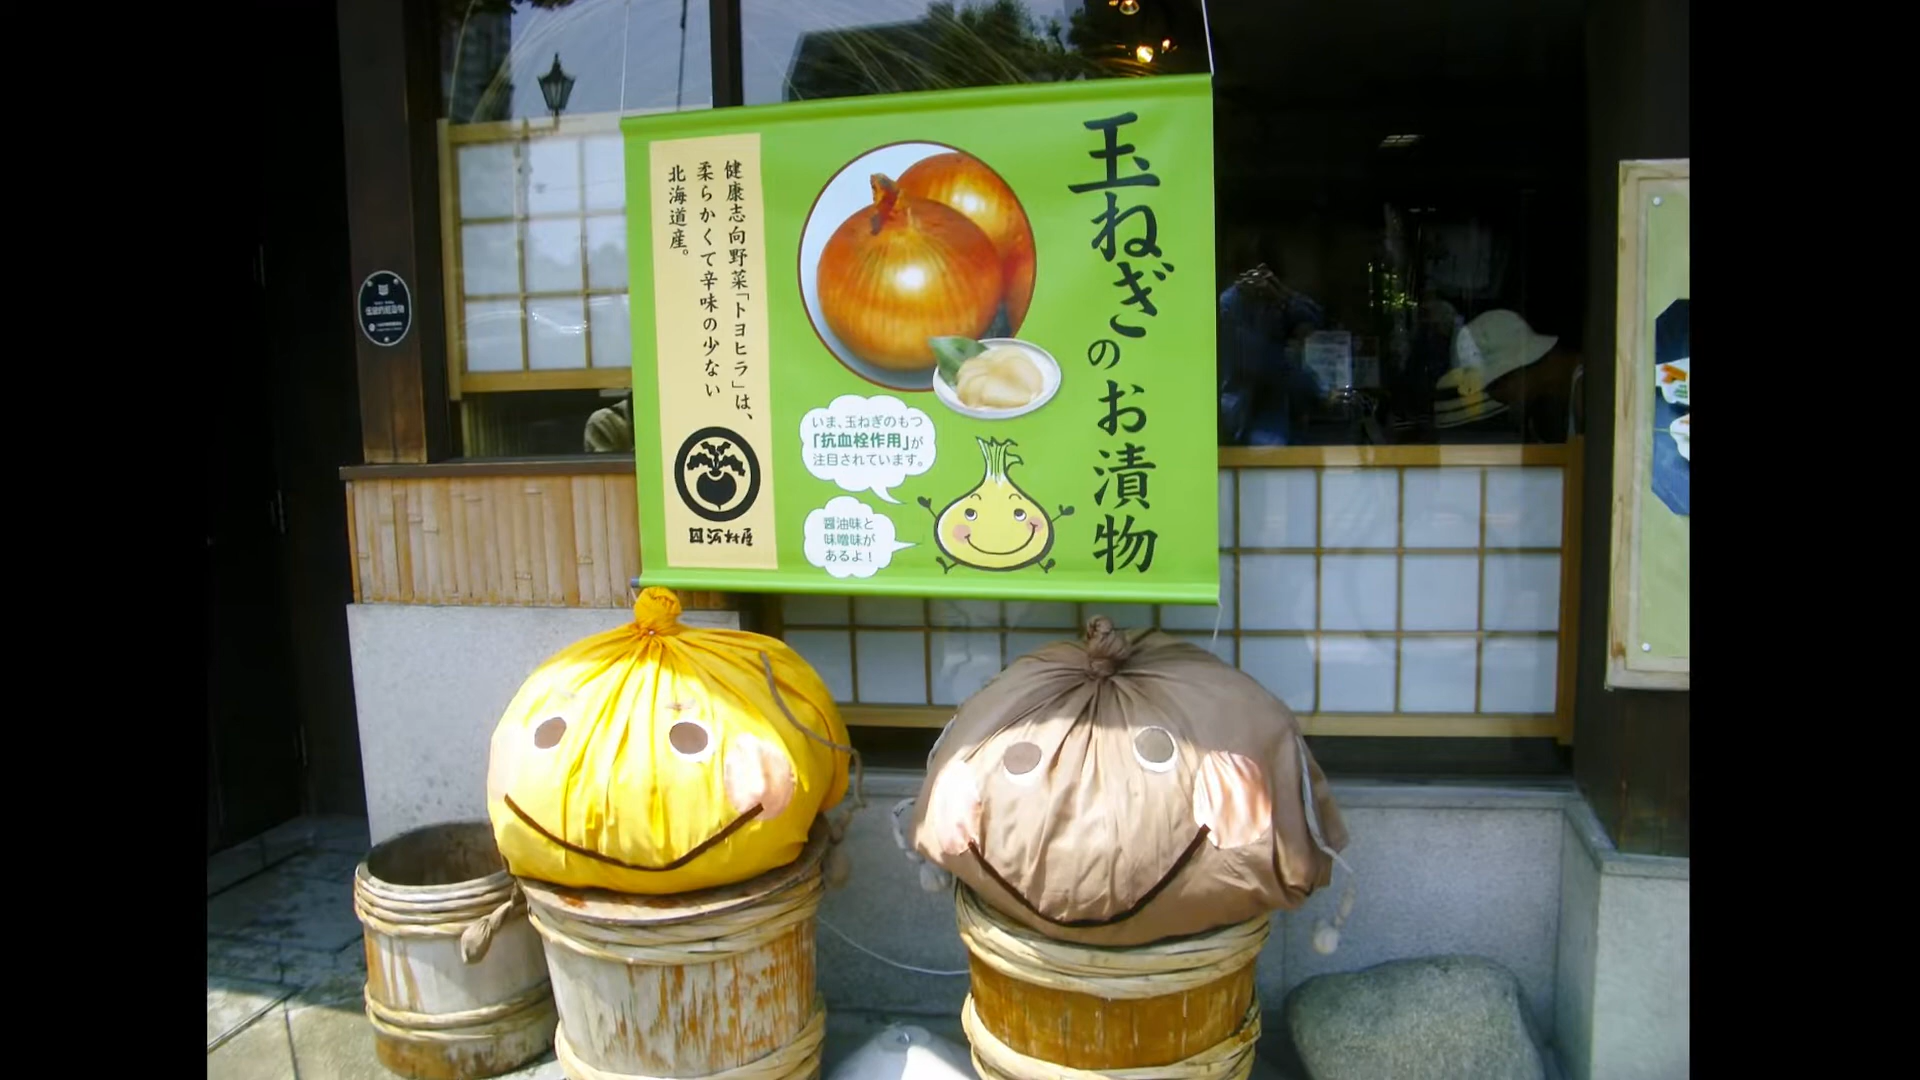 玉ねぎのお漬物
健康志向野菜「トヨヒラ」は、
柔らかくて辛味の少ない
北海道産。
いま、玉ねぎのもつ
「抗血栓作用」が
注目されています。
醤油味と
味噌味が
あるよ!
河村屋